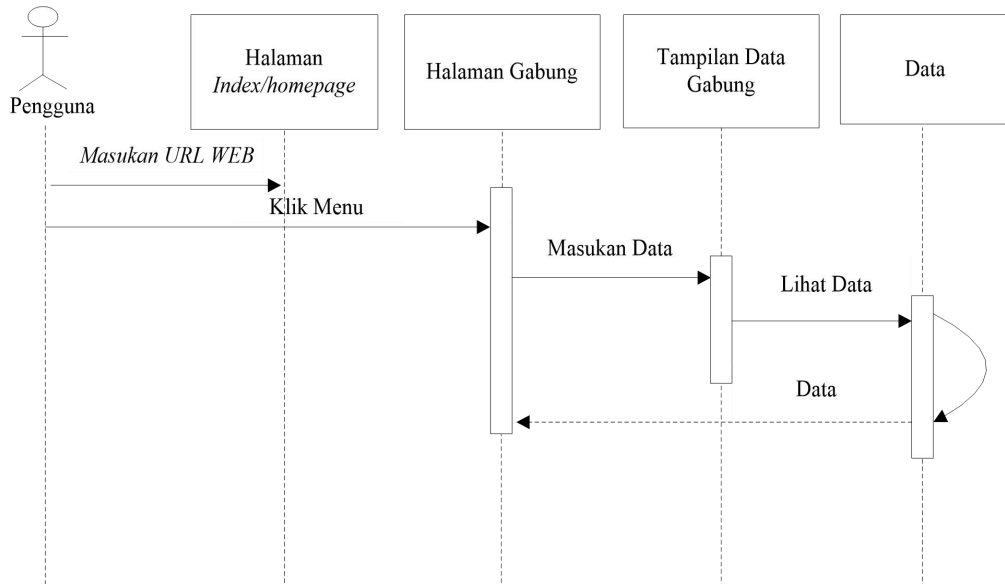 Pengguna
Halaman
Index/homepage
Halaman Gabung
Tampilan Data
Gabung
Data
Masukan URL WEB
Klik Menu
Masukan Data
Lihat Data
Data